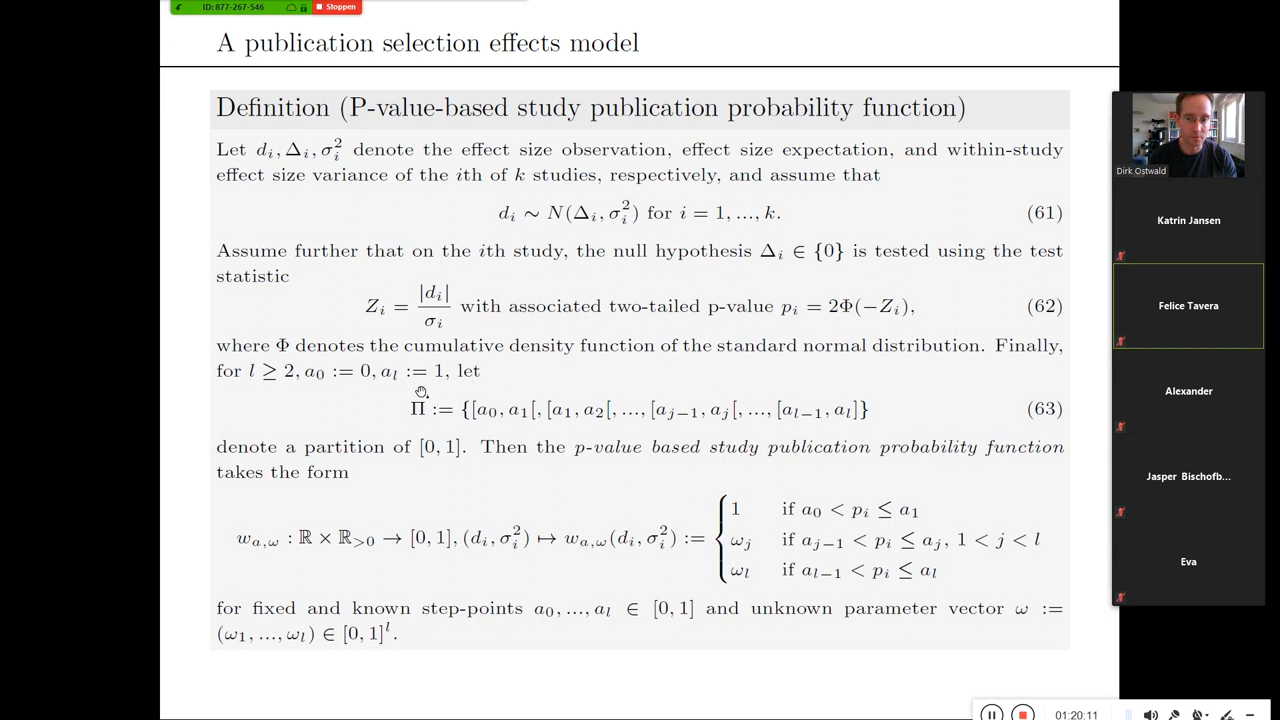 ID: 877-267-546 Stoppen
A publication selection effects model
Definition (P-value-based study publication probability function)
Let d_i, Δ_i, σ_i^2 denote the effect size observation, effect size expectation, and within-study
effect size variance of the ith of k studies, respectively, and assume that
d_i ∼ N(Δ_i, σ_i^2) for i = 1, ..., k. (61)
Assume further that on the ith study, the null hypothesis Δ_i ∈ {0} is tested using the test
statistic
Z_i = |d_i| / σ_i with associated two-tailed p-value p_i = 2Φ(−Z_i), (62)
where Φ denotes the cumulative density function of the standard normal distribution. Finally,
for l ≥ 2, a_0 := 0, a_l := 1, let
Π := {[a_0, a_1[, [a_1, a_2[, ..., [a_{j−1}, a_j[, ..., [a_{l−1}, a_l]} (63)
denote a partition of [0, 1]. Then the p-value based study publication probability function
takes the form
w_{a,ω} : ℝ × ℝ_{>0} → [0, 1], (d_i, σ_i^2) ↦ w_{a,ω}(d_i, σ_i^2) := {
1 if a_0 < p_i ≤ a_1
ω_j if a_{j−1} < p_i ≤ a_j, 1 < j < l
ω_l if a_{l−1} < p_i ≤ a_l
for fixed and known step-points a_0, ..., a_l ∈ [0, 1] and unknown parameter vector ω :=
(ω_1, ..., ω_l) ∈ [0, 1]^l.
Dirk Ostwald
Katrin Jansen
Felice Tavera
Alexander
Jasper Bischofb...
Eva
01:20:11